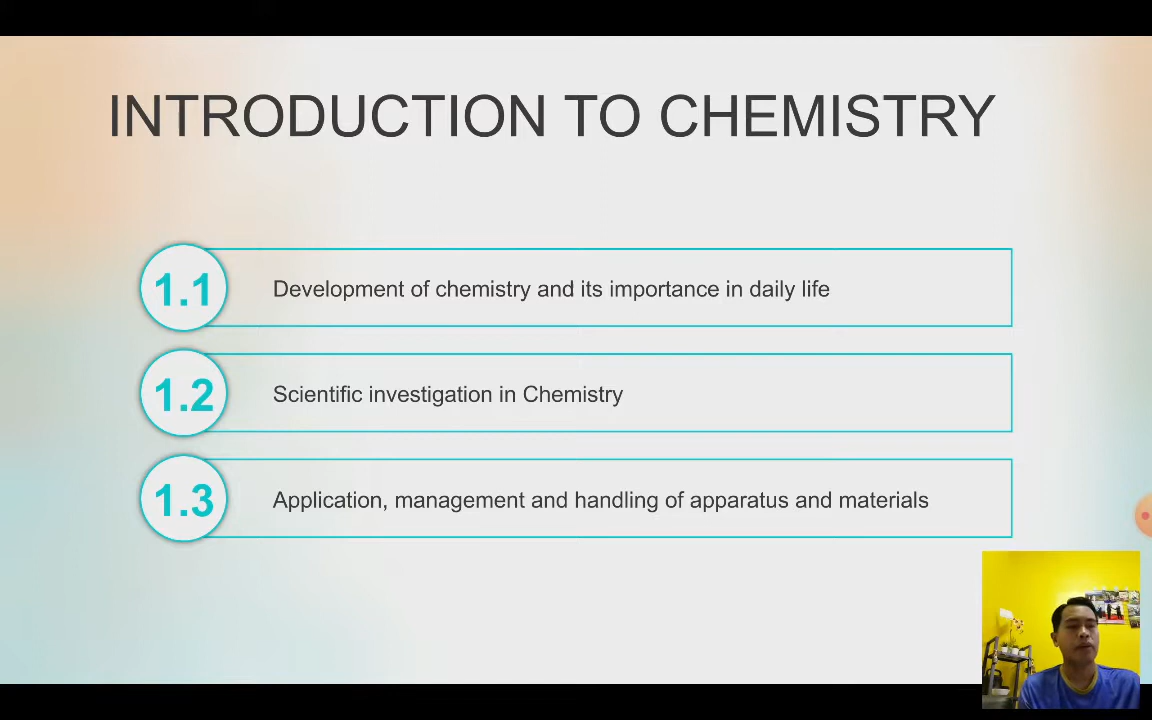 INTRODUCTION TO CHEMISTRY
1.1
Development of chemistry and its importance in daily life
1.2
Scientific investigation in Chemistry
1.3
Application, management and handling of apparatus and materials